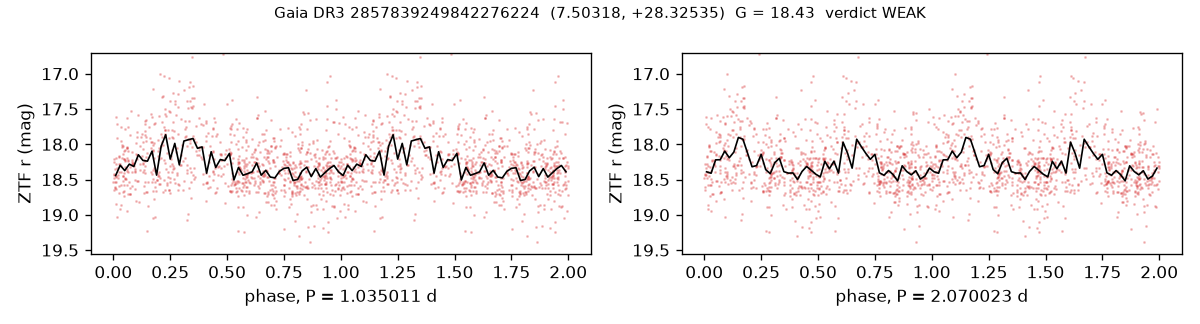 Gaia DR3 2857839249842276224  (7.50318, +28.32535)  G = 18.43  verdict WEAK
ZTF r (mag)
17.0
17.5
18.0
18.5
19.0
19.5
0.00 0.25 0.50 0.75 1.00 1.25 1.50 1.75 2.00
phase, P = 1.035011 d
ZTF r (mag)
17.0
17.5
18.0
18.5
19.0
19.5
0.00 0.25 0.50 0.75 1.00 1.25 1.50 1.75 2.00
phase, P = 2.070023 d